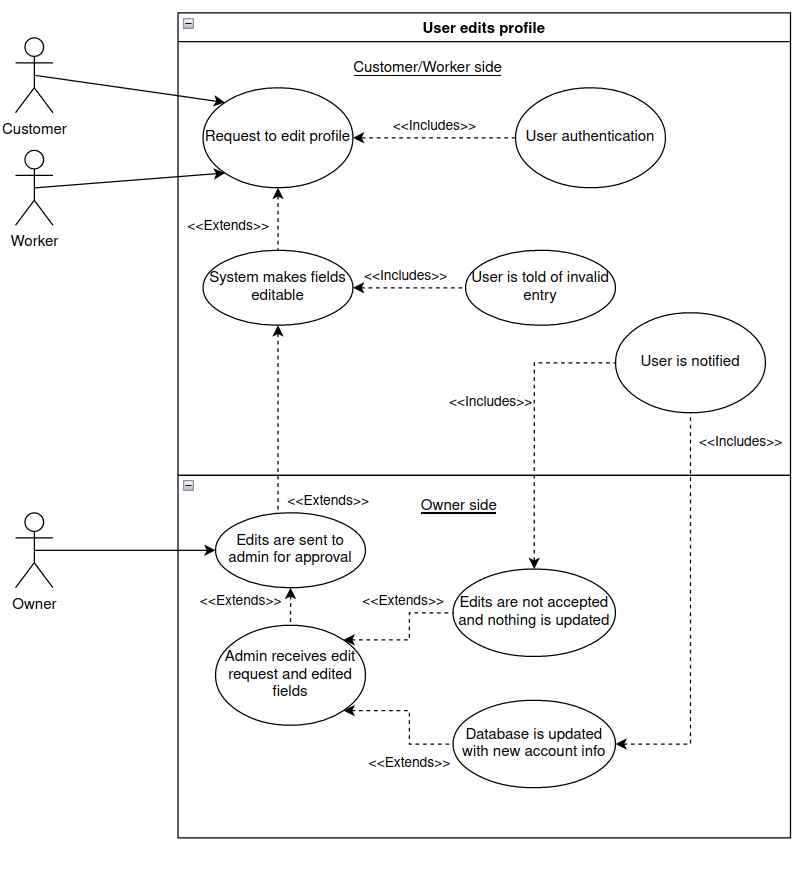 User edits profile
Customer/Worker side
Customer
Request to edit profile
<<Includes>>
User authentication
Worker
<<Extends>>
System makes fields
editable
<<Includes>>
User is told of invalid
entry
User is notified
<<Includes>>
<<Includes>>
Owner side
<<Extends>>
Owner
Edits are sent to
admin for approval
<<Extends>>
<<Extends>>
Edits are not accepted
and nothing is updated
Admin receives edit
request and edited
fields
Database is updated
with new account info
<<Extends>>